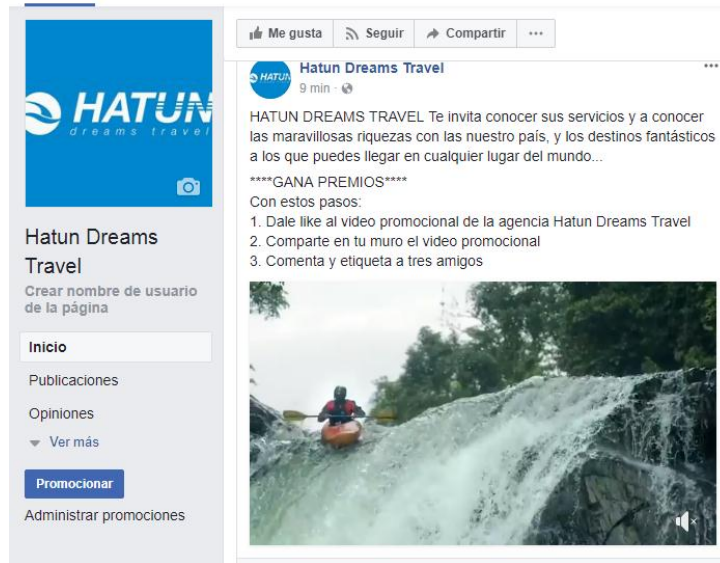 HATUN
dreams travel
Hatun Dreams
Travel
Crear nombre de usuario
de la página
Inicio
Publicaciones
Opiniones
Ver más
Promocionar
Administrar promociones
Me gusta
Seguir
Compartir
HATUN
Hatun Dreams Travel
9 min
HATUN DREAMS TRAVEL Te invita conocer sus servicios y a conocer
las maravillosas riquezas con las nuestro país, y los destinos fantásticos
a los que puedes llegar en cualquier lugar del mundo...
****GANA PREMIOS****
Con estos pasos:
1. Dale like al video promocional de la agencia Hatun Dreams Travel
2. Comparte en tu muro el video promocional
3. Comenta y etiqueta a tres amigos